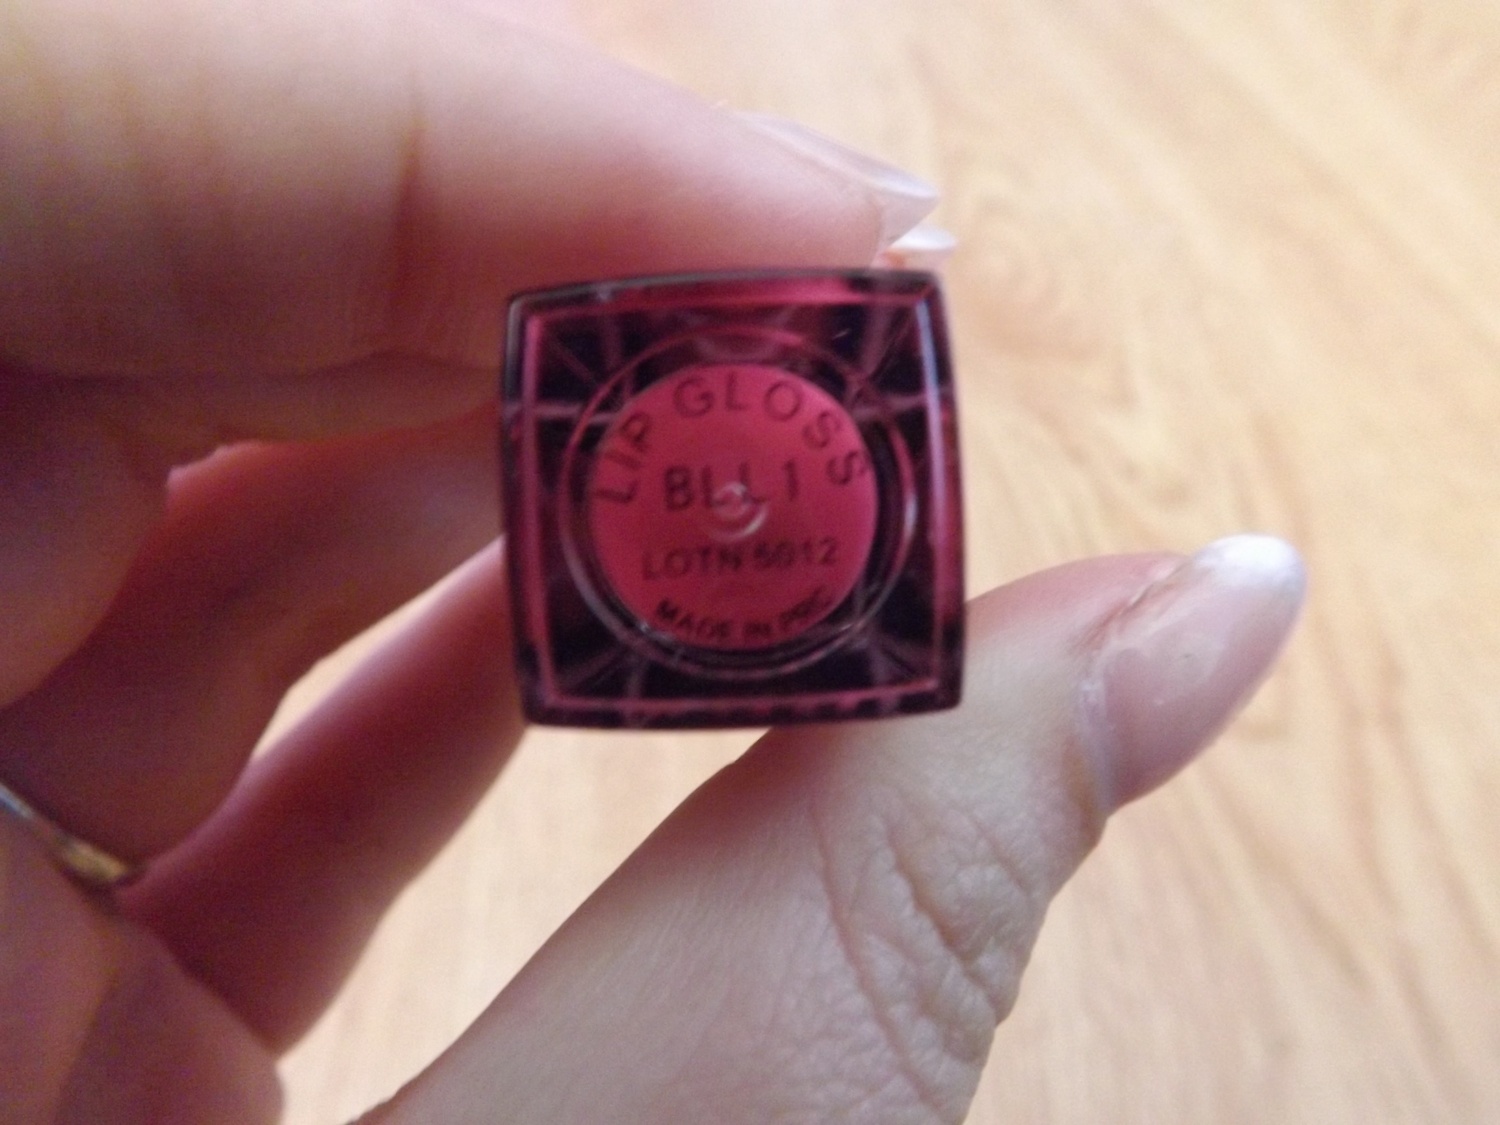 LIP GLOSS
BLL1
LOTN 5012
MADE IN PRC